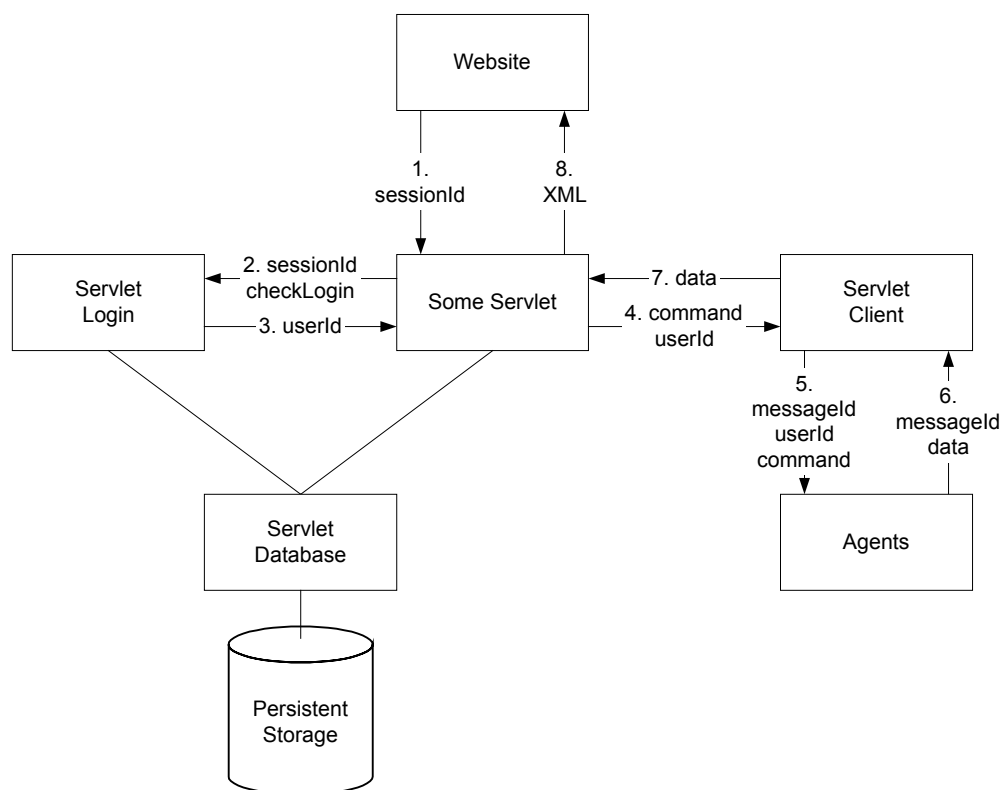 Website
1.
sessionId
8.
XML
Servlet
Login
2. sessionId
checkLogin
3. userId
Some Servlet
7. data
4. command
userId
Servlet
Client
5.
messageId
userId
command
6.
messageId
data
Servlet
Database
Agents
Persistent
Storage